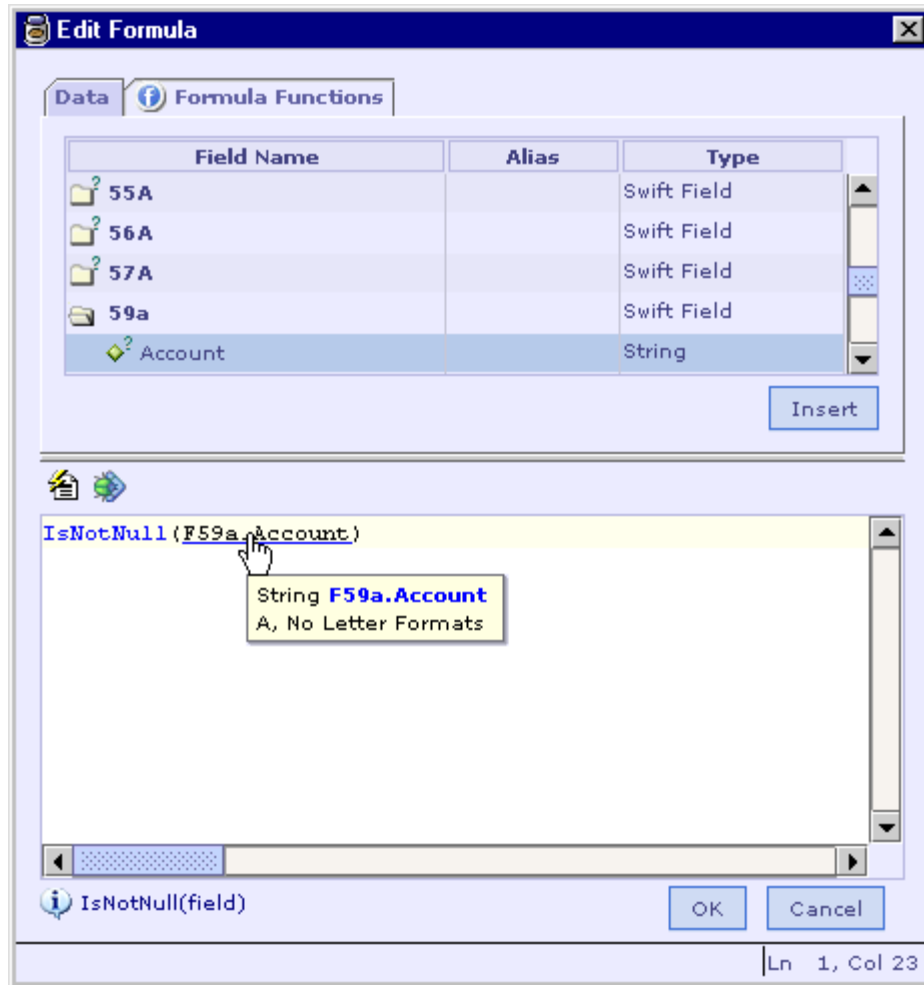 Edit Formula
Data Formula Functions
Field Name Alias Type
55A Swift Field
56A Swift Field
57A Swift Field
59a Swift Field
Account String
Insert
IsNotNull(F59a.Account)
String F59a.Account
A, No Letter Formats
IsNotNull(field)
OK Cancel
Ln 1, Col 23